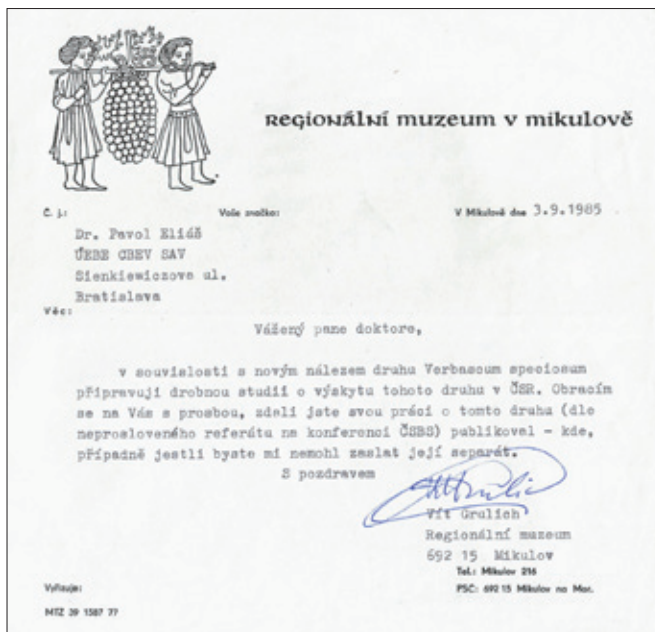 Regionální muzeum v mikulově
Č. j.: Vaše značka: V Mikulově dne 3.9.1985
Dr. Pavol Eliáš
ÚEBE CBEV SAV
Sienkiewiczova ul.
Bratislava
Věc:
Vážený pane doktore,
v souvislosti s novým nálezem druhu Verbascum speciosum
připravuji drobnou studii o výskytu tohoto druhu v ČSR. Obracím
se na Vás s prosbou, zdali jste svou práci o tomto druhu (dle
neprosloveného referátu na konferenci ČSBS) publikoval – kde,
případně jestli byste mi nemohl zaslat její separát.
S pozdravem
Vít Grulich
Regionální muzeum
692 15 Mikulov
Tel.: Mikulov 216
Vyřizuje: PSČ: 692 15 Mikulov na Mor.
MTZ 39 1587 77